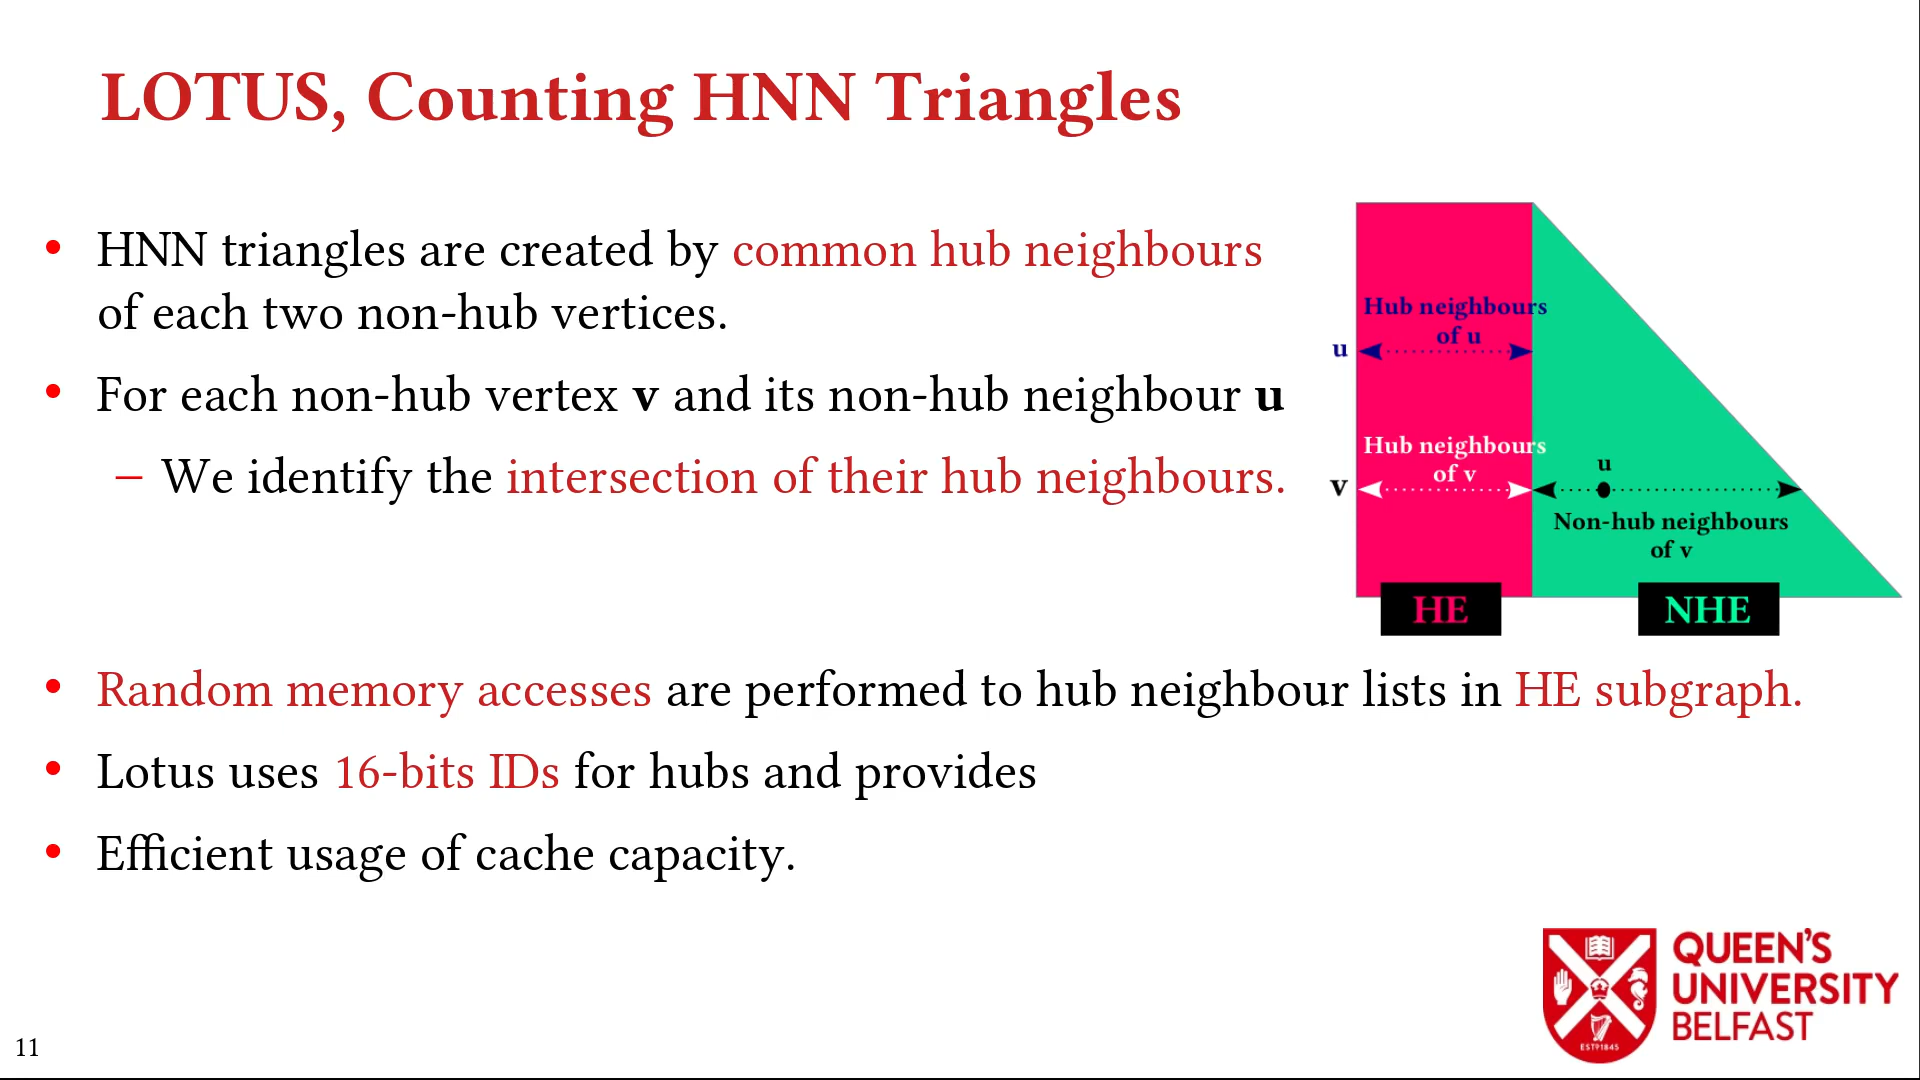 LOTUS, Counting HNN Triangles
• HNN triangles are created by common hub neighbours
of each two non-hub vertices.
• For each non-hub vertex v and its non-hub neighbour u
– We identify the intersection of their hub neighbours.
Hub neighbours
of u
u
Hub neighbours
of v
v
u
Non-hub neighbours
of v
HE
NHE
• Random memory accesses are performed to hub neighbour lists in HE subgraph.
• Lotus uses 16-bits IDs for hubs and provides
• Efficient usage of cache capacity.
QUEEN'S
UNIVERSITY
BELFAST
ESTD1845
11